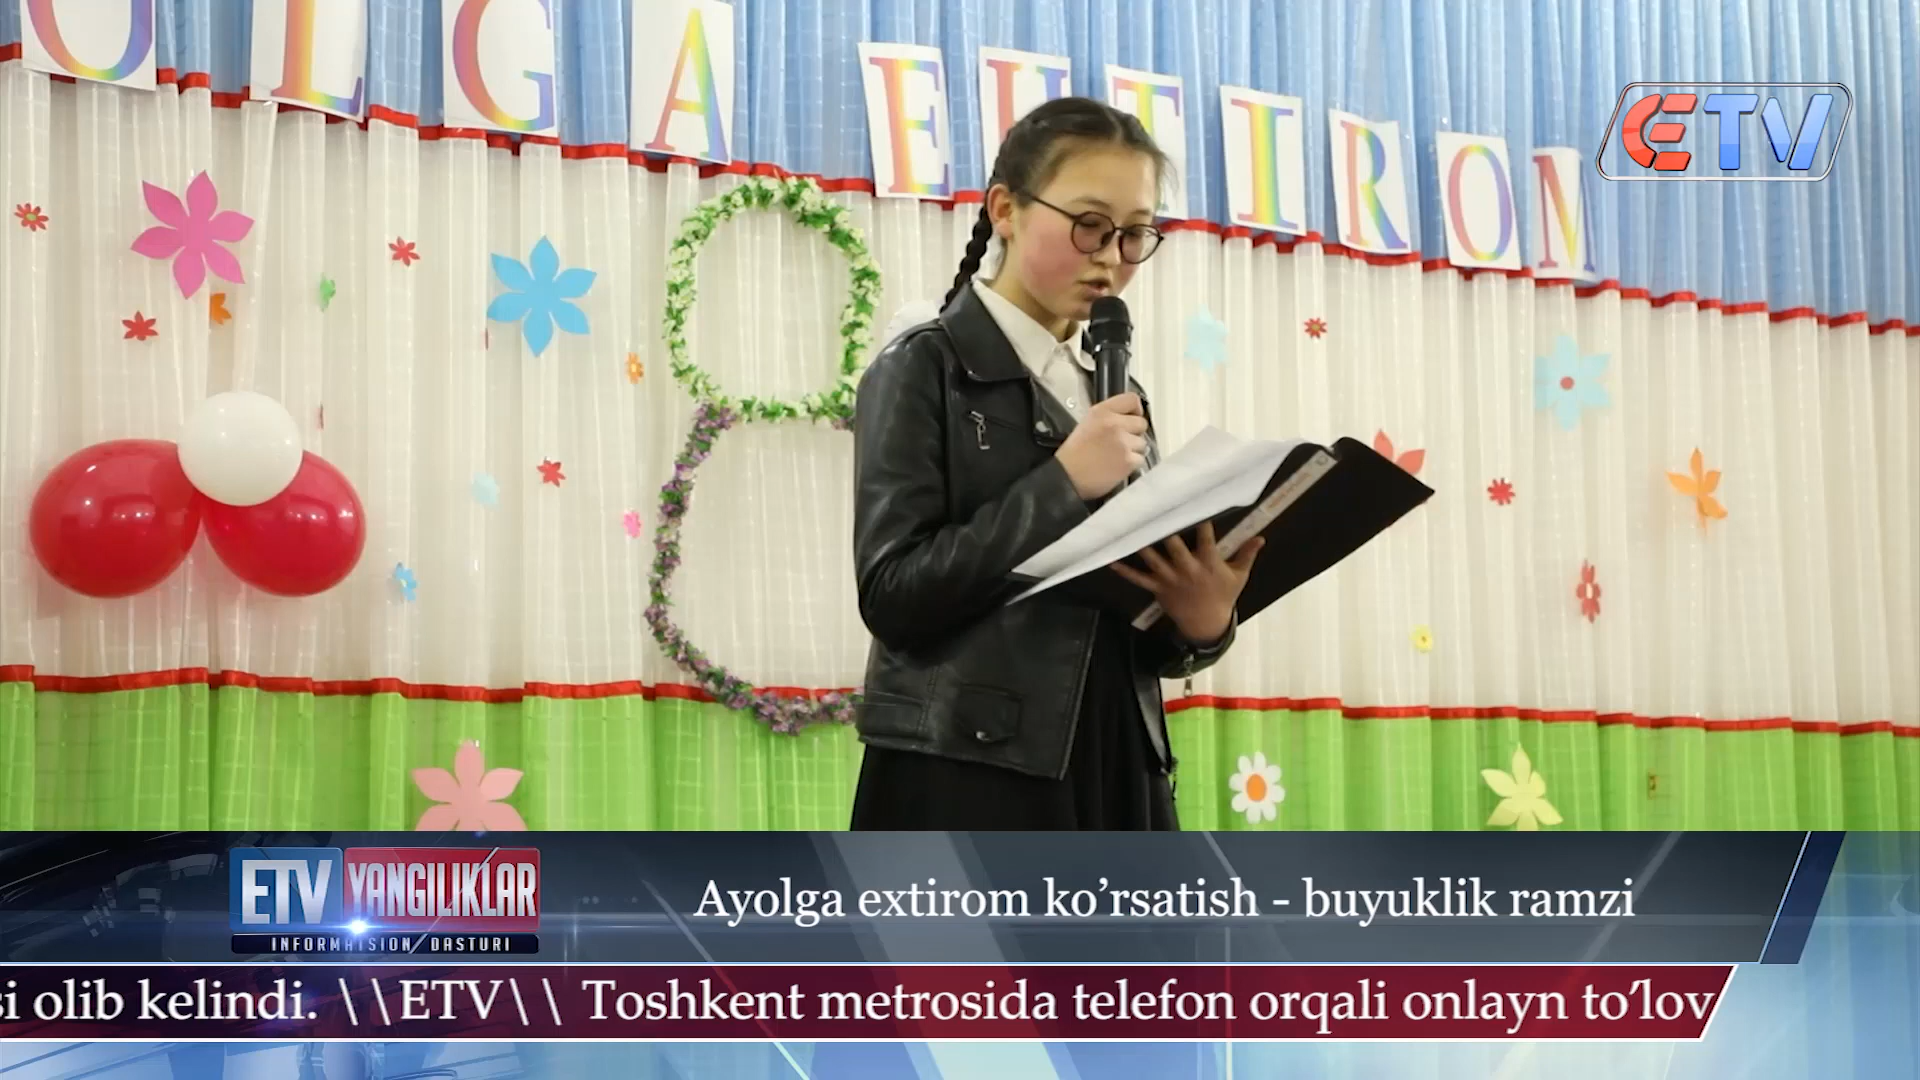 OLGA EHTIROM
ETV
ETV YANGILIKLAR
INFORMATSION DASTURI
Ayolga extirom ko’rsatish - buyuklik ramzi
si olib kelindi. \\ETV\\ Toshkent metrosida telefon orqali onlayn to’lov